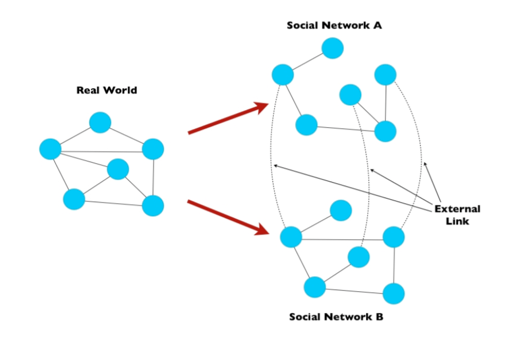 Social Network A
Real World
External
Link
Social Network B